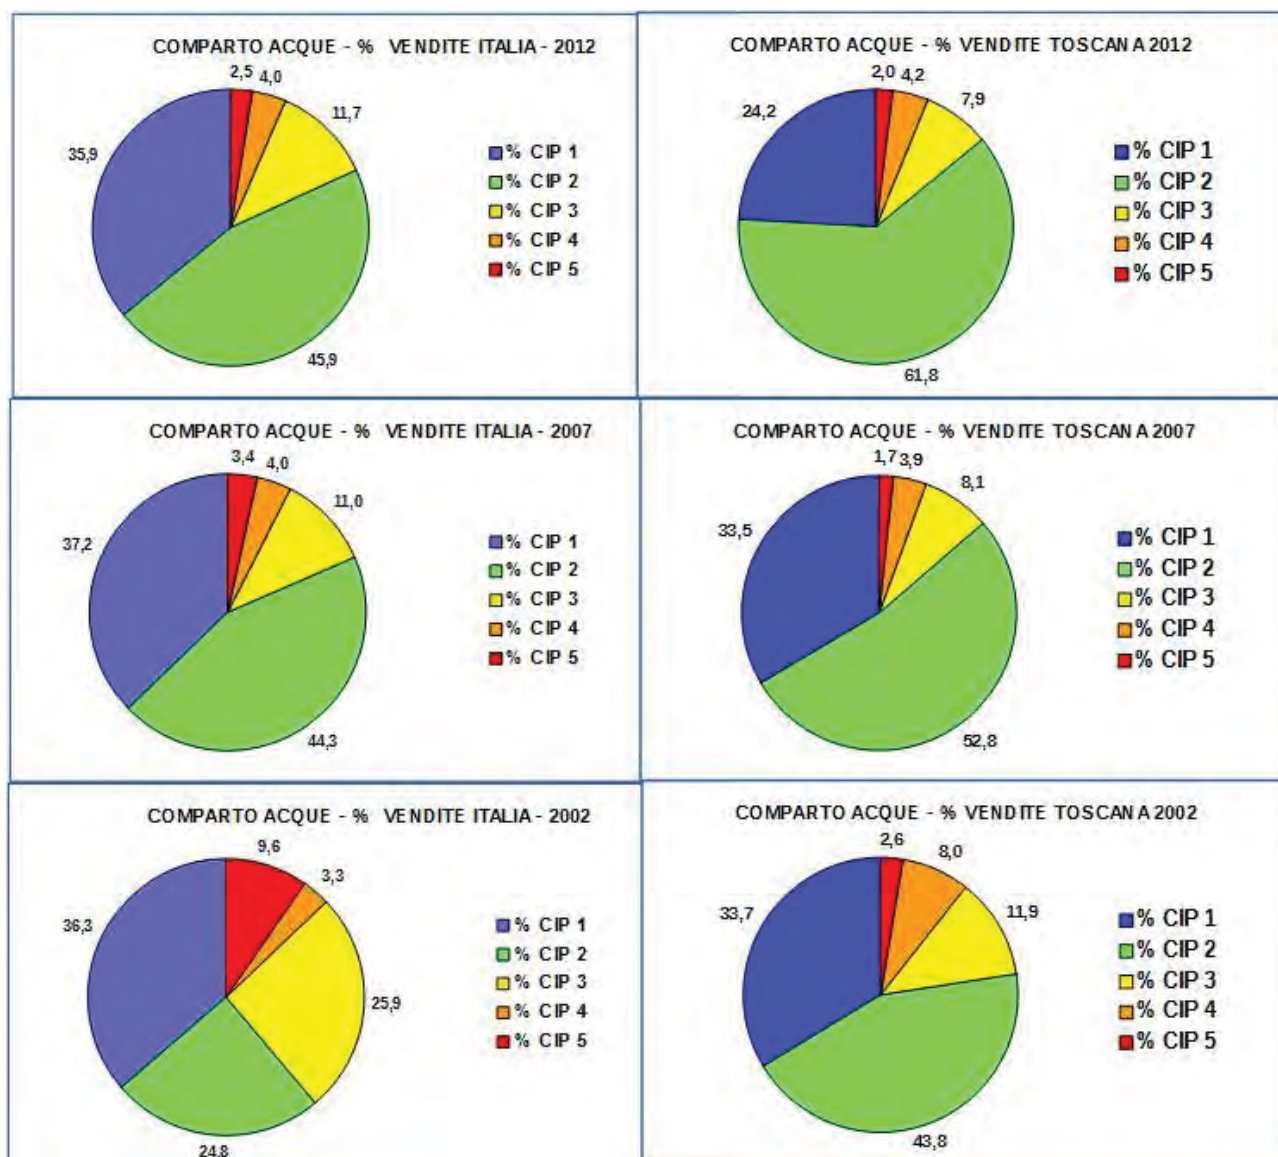 COMPARTO ACQUE - % VENDITE ITALIA - 2012
2,5
4,0
11,7
35,9
45,9
% CIP 1
% CIP 2
% CIP 3
% CIP 4
% CIP 5
COMPARTO ACQUE - % VENDITE TOSCANA 2012
2,0
4,2
7,9
24,2
61,8
% CIP 1
% CIP 2
% CIP 3
% CIP 4
% CIP 5
COMPARTO ACQUE - % VENDITE ITALIA - 2007
3,4
4,0
11,0
37,2
44,3
% CIP 1
% CIP 2
% CIP 3
% CIP 4
% CIP 5
COMPARTO ACQUE - % VENDITE TOSCANA 2007
1,7
3,9
8,1
33,5
52,8
% CIP 1
% CIP 2
% CIP 3
% CIP 4
% CIP 5
COMPARTO ACQUE - % VENDITE ITALIA - 2002
9,6
3,3
36,3
25,9
24,8
% CIP 1
% CIP 2
% CIP 3
% CIP 4
% CIP 5
COMPARTO ACQUE - % VENDITE TOSCANA 2002
2,6
8,0
33,7
11,9
43,8
% CIP 1
% CIP 2
% CIP 3
% CIP 4
% CIP 5